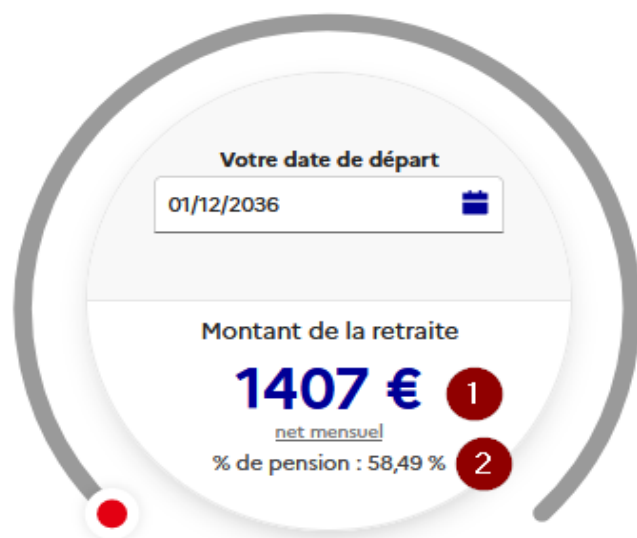 Votre date de départ
01/12/2036
Montant de la retraite
1407 € 1
net mensuel
% de pension : 58,49 % 2